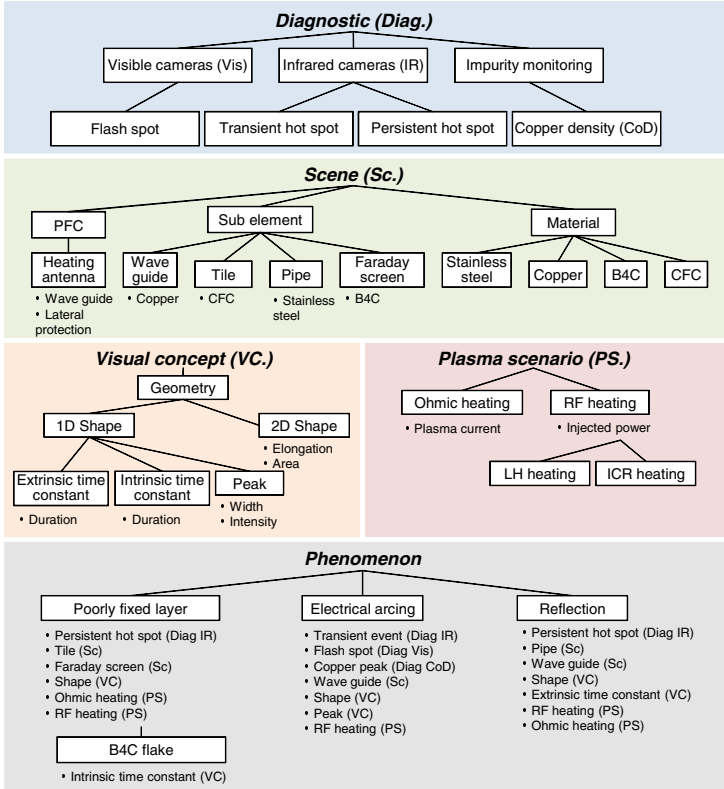 Diagnostic (Diag.)
Visible cameras (Vis)
Infrared cameras (IR)
Impurity monitoring
Flash spot
Transient hot spot
Persistent hot spot
Copper density (CoD)
Scene (Sc.)
PFC
Sub element
Material
Heating
antenna
• Wave guide
• Lateral
protection
Wave
guide
• Copper
Tile
• CFC
Pipe
• Stainless
steel
Faraday
screen
• B4C
Stainless
steel
Copper
B4C
CFC
Visual concept (VC.)
Geometry
1D Shape
2D Shape
• Elongation
• Area
Extrinsic time
constant
• Duration
Intrinsic time
constant
• Duration
Peak
• Width
• Intensity
Plasma scenario (PS.)
Ohmic heating
• Plasma current
RF heating
• Injected power
LH heating
ICR heating
Phenomenon
Poorly fixed layer
• Persistent hot spot (Diag IR)
• Tile (Sc)
• Faraday screen (Sc)
• Shape (VC)
• Ohmic heating (PS)
• RF heating (PS)
B4C flake
• Intrinsic time constant (VC)
Electrical arcing
• Transient event (Diag IR)
• Flash spot (Diag Vis)
• Copper peak (Diag CoD)
• Wave guide (Sc)
• Shape (VC)
• Peak (VC)
• RF heating (PS)
Reflection
• Persistent hot spot (Diag IR)
• Pipe (Sc)
• Wave guide (Sc)
• Shape (VC)
• Extrinsic time constant (VC)
• RF heating (PS)
• Ohmic heating (PS)